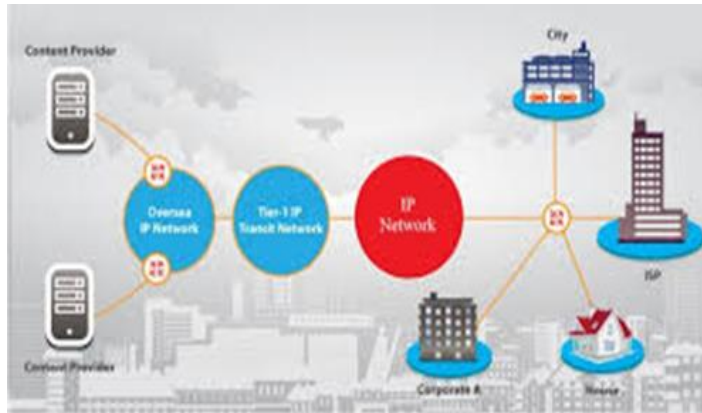 Content Provider
City
Oversea
IP Network
Tier-1 IP
Transit Network
IP
Network
ISP
Content Provider
Corporate A
House